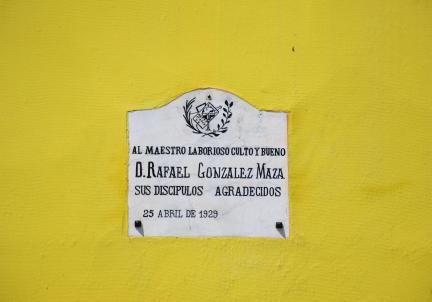 AL MAESTRO LABORIOSO CULTO Y BUENO
D. RAFAEL GONZALEZ MAZA
SUS DISCIPULOS AGRADECIDOS
25 ABRIL DE 1929